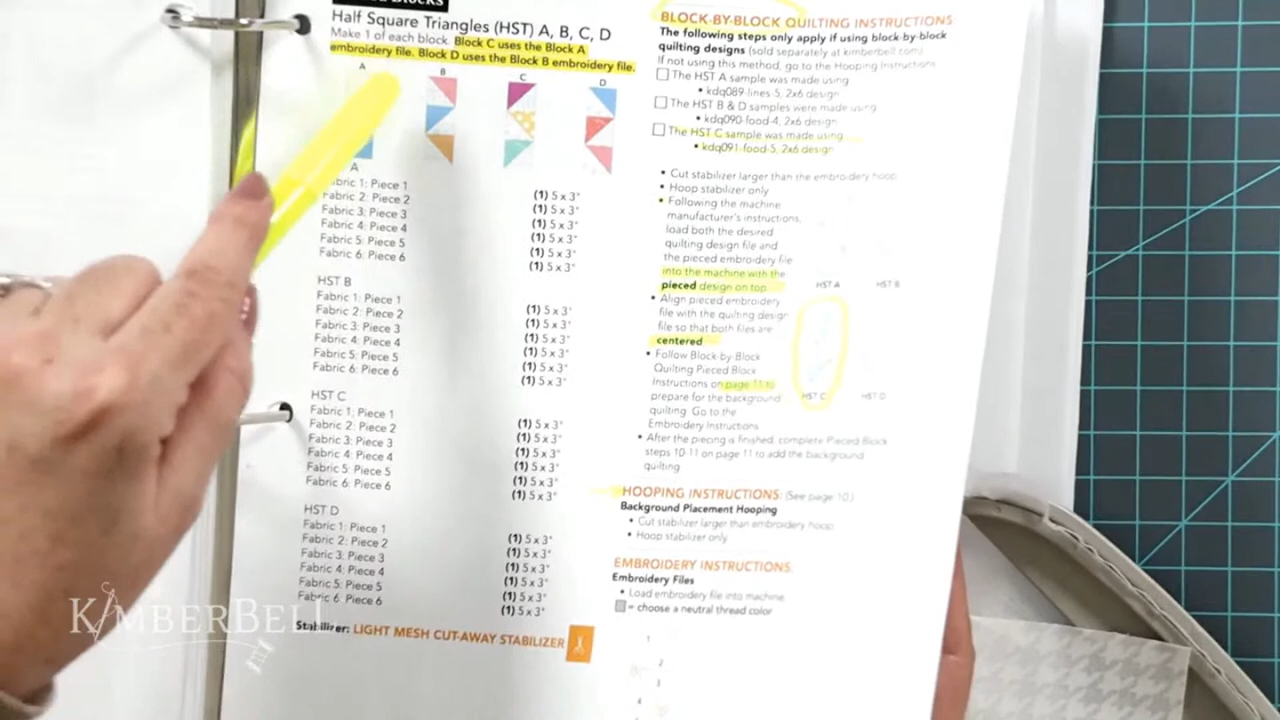 Half Square Triangles (HST) A, B, C, D
Make 1 of each block. Block C uses the Block A
embroidery file. Block D uses the Block B embroidery file.
A B C D
A
Fabric 1: Piece 1 (1) 5 x 3"
Fabric 2: Piece 2 (1) 5 x 3"
Fabric 3: Piece 3 (1) 5 x 3"
Fabric 4: Piece 4 (1) 5 x 3"
Fabric 5: Piece 5 (1) 5 x 3"
Fabric 6: Piece 6 (1) 5 x 3"
HST B
Fabric 1: Piece 1 (1) 5 x 3"
Fabric 2: Piece 2 (1) 5 x 3"
Fabric 3: Piece 3 (1) 5 x 3"
Fabric 4: Piece 4 (1) 5 x 3"
Fabric 5: Piece 5 (1) 5 x 3"
Fabric 6: Piece 6 (1) 5 x 3"
HST C
Fabric 1: Piece 1 (1) 5 x 3"
Fabric 2: Piece 2 (1) 5 x 3"
Fabric 3: Piece 3 (1) 5 x 3"
Fabric 4: Piece 4 (1) 5 x 3"
Fabric 5: Piece 5 (1) 5 x 3"
Fabric 6: Piece 6 (1) 5 x 3"
HST D
Fabric 1: Piece 1 (1) 5 x 3"
Fabric 2: Piece 2 (1) 5 x 3"
Fabric 3: Piece 3 (1) 5 x 3"
Fabric 4: Piece 4 (1) 5 x 3"
Fabric 5: Piece 5 (1) 5 x 3"
Fabric 6: Piece 6 (1) 5 x 3"
Stabilizer: LIGHT MESH CUT-AWAY STABILIZER
BLOCK-BY-BLOCK QUILTING INSTRUCTIONS
The following steps only apply if using block-by-block
quilting designs (sold separately at kimberbell.com)
If not using this method, go to the Hooping Instructions
The HST A sample was made using
• kdq089-lines-5, 2x6 design
The HST B & D samples were made using
• kdq090-food-4, 2x6 design
The HST C sample was made using
• kdq091-food-5, 2x6 design
• Cut stabilizer larger than the embroidery hoop
• Hoop stabilizer only
• Following the machine
manufacturer's instructions,
load both the desired
quilting design file and
the pieced embroidery file
into the machine with the
pieced design on top
• Align pieced embroidery
file with the quilting design
file so that both files are
centered
• Follow Block-by-Block
Quilting Pieced Block
Instructions on page 11 to
prepare for the background
quilting. Go to the
Embroidery Instructions
HST A HST B
HST C HST D
• After the piecing is finished, complete Pieced Block
steps 10-11 on page 11 to add the background
quilting
HOOPING INSTRUCTIONS: (See page 10.)
Background Placement Hooping
• Cut stabilizer larger than embroidery hoop
• Hoop stabilizer only
EMBROIDERY INSTRUCTIONS:
Embroidery Files
• Load embroidery file into machine
= choose a neutral thread color
1
2
3
4
KIMBERBELL